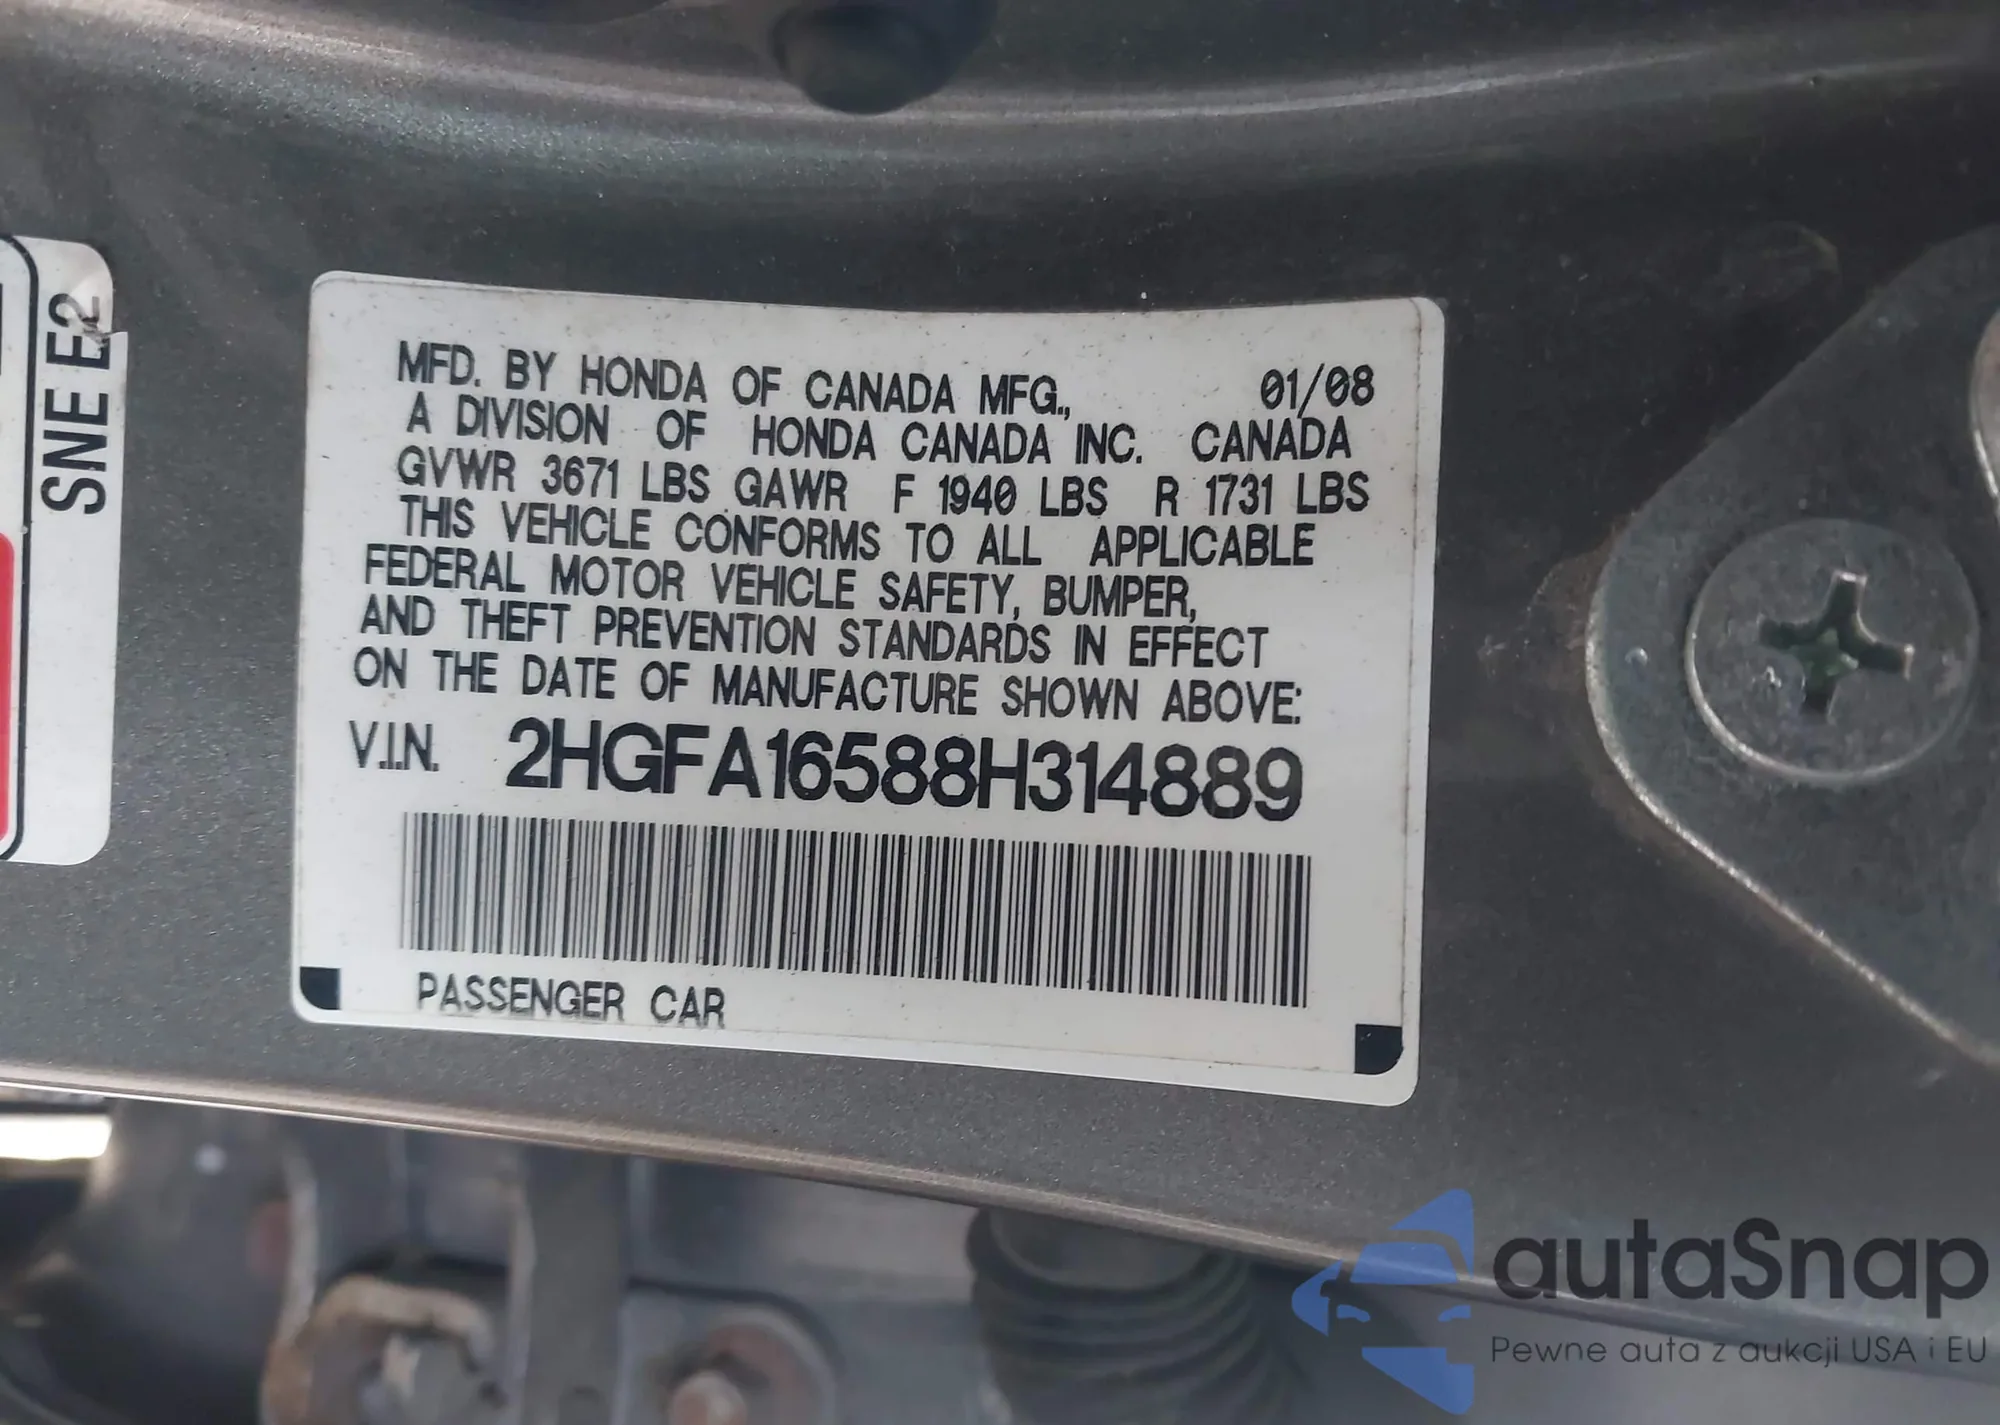 SNE E2
MFD. BY HONDA OF CANADA MFG., 01/08
A DIVISION OF HONDA CANADA INC. CANADA
GVWR 3671 LBS GAWR F 1940 LBS R 1731 LBS
THIS VEHICLE CONFORMS TO ALL APPLICABLE
FEDERAL MOTOR VEHICLE SAFETY, BUMPER,
AND THEFT PREVENTION STANDARDS IN EFFECT
ON THE DATE OF MANUFACTURE SHOWN ABOVE:
V.I.N. 2HGFA16588H314889
PASSENGER CAR
autaSnap
Pewne auta z aukcji USA i EU